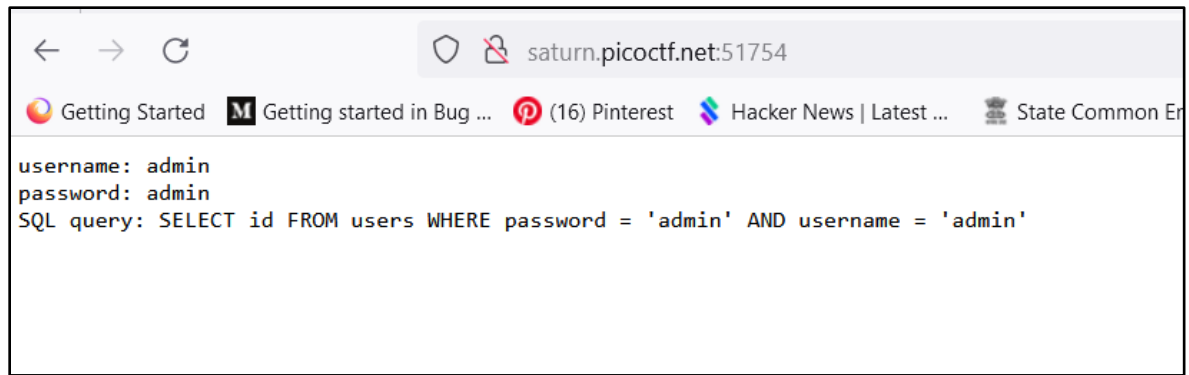 saturn.picoctf.net:51754
Getting Started M Getting started in Bug ... (16) Pinterest Hacker News | Latest ... State Common Er
username: admin
password: admin
SQL query: SELECT id FROM users WHERE password = 'admin' AND username = 'admin'